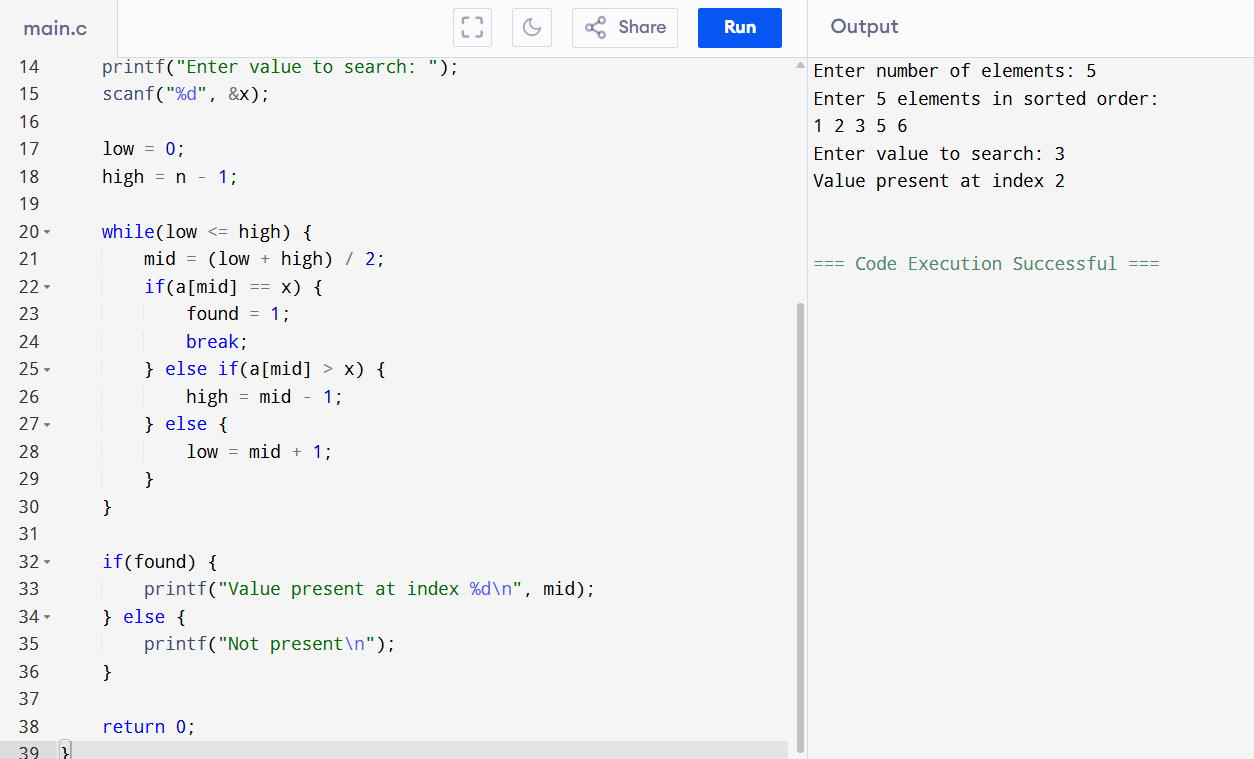 main.c
Share
Run
Output
14 printf("Enter value to search: ");
15 scanf("%d", &x);
16
17 low = 0;
18 high = n - 1;
19
20 while(low <= high) {
21 mid = (low + high) / 2;
22 if(a[mid] == x) {
23 found = 1;
24 break;
25 } else if(a[mid] > x) {
26 high = mid - 1;
27 } else {
28 low = mid + 1;
29 }
30 }
31
32 if(found) {
33 printf("Value present at index %d\n", mid);
34 } else {
35 printf("Not present\n");
36 }
37
38 return 0;
39 }
Enter number of elements: 5
Enter 5 elements in sorted order:
1 2 3 5 6
Enter value to search: 3
Value present at index 2
=== Code Execution Successful ===